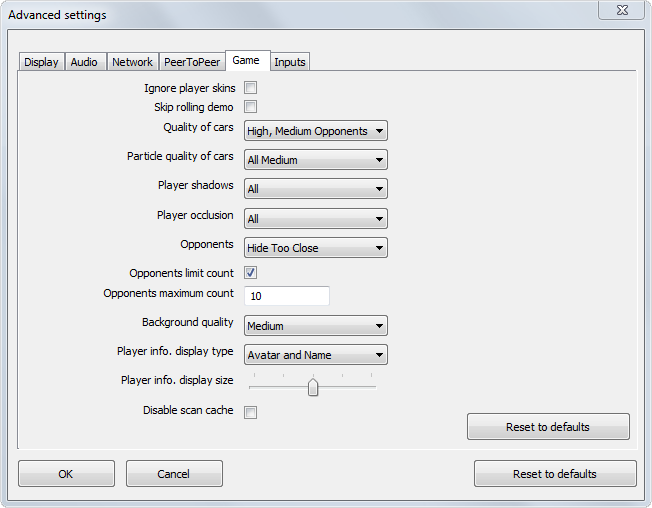 Advanced settings
Display Audio Network PeerToPeer Game Inputs
Ignore player skins
Skip rolling demo
Quality of cars High, Medium Opponents
Particle quality of cars All Medium
Player shadows All
Player occlusion All
Opponents Hide Too Close
Opponents limit count
Opponents maximum count 10
Background quality Medium
Player info. display type Avatar and Name
Player info. display size
Disable scan cache
Reset to defaults
OK Cancel Reset to defaults